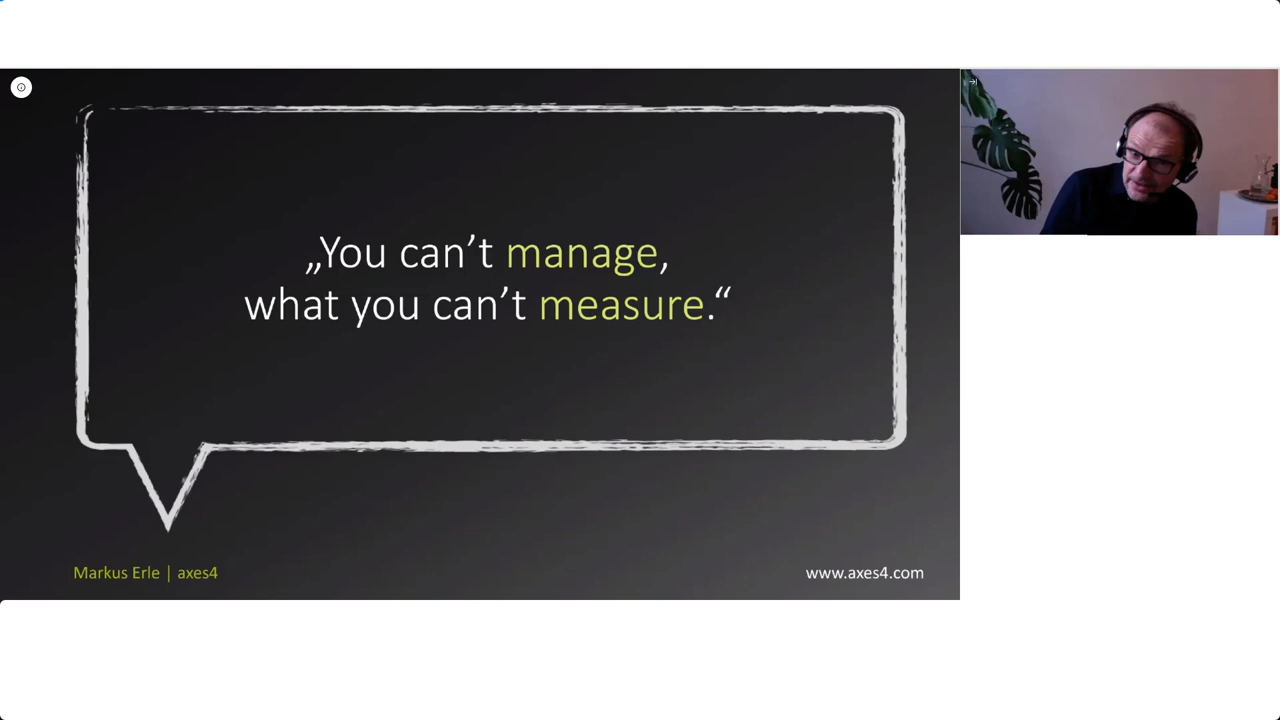 „You can’t manage,
what you can’t measure.“
Markus Erle | axes4
www.axes4.com